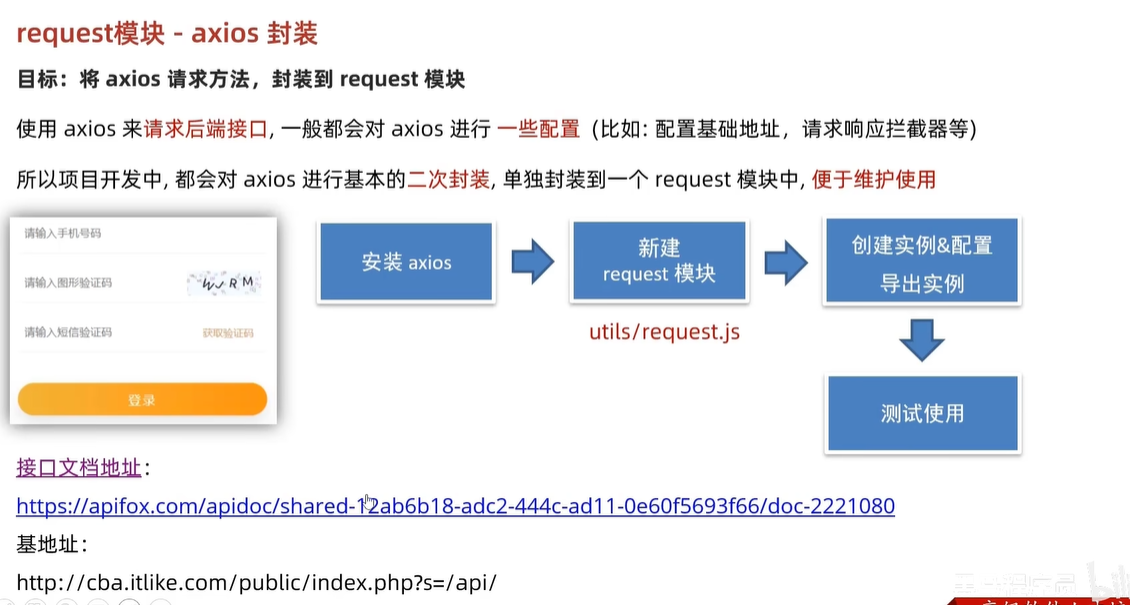 request模块 - axios 封装
目标：将 axios 请求方法，封装到 request 模块
使用 axios 来请求后端接口, 一般都会对 axios 进行 一些配置 (比如: 配置基础地址，请求响应拦截器等)
所以项目开发中, 都会对 axios 进行基本的二次封装, 单独封装到一个 request 模块中, 便于维护使用
请输入手机号码
请输入图形验证码
W J R M
请输入短信验证码
获取验证码
登录
安装 axios
新建
request 模块
utils/request.js
创建实例&配置
导出实例
测试使用
接口文档地址：
https://apifox.com/apidoc/shared-12ab6b18-adc2-444c-ad11-0e60f5693f66/doc-2221080
基地址：
http://cba.itlike.com/public/index.php?s=/api/